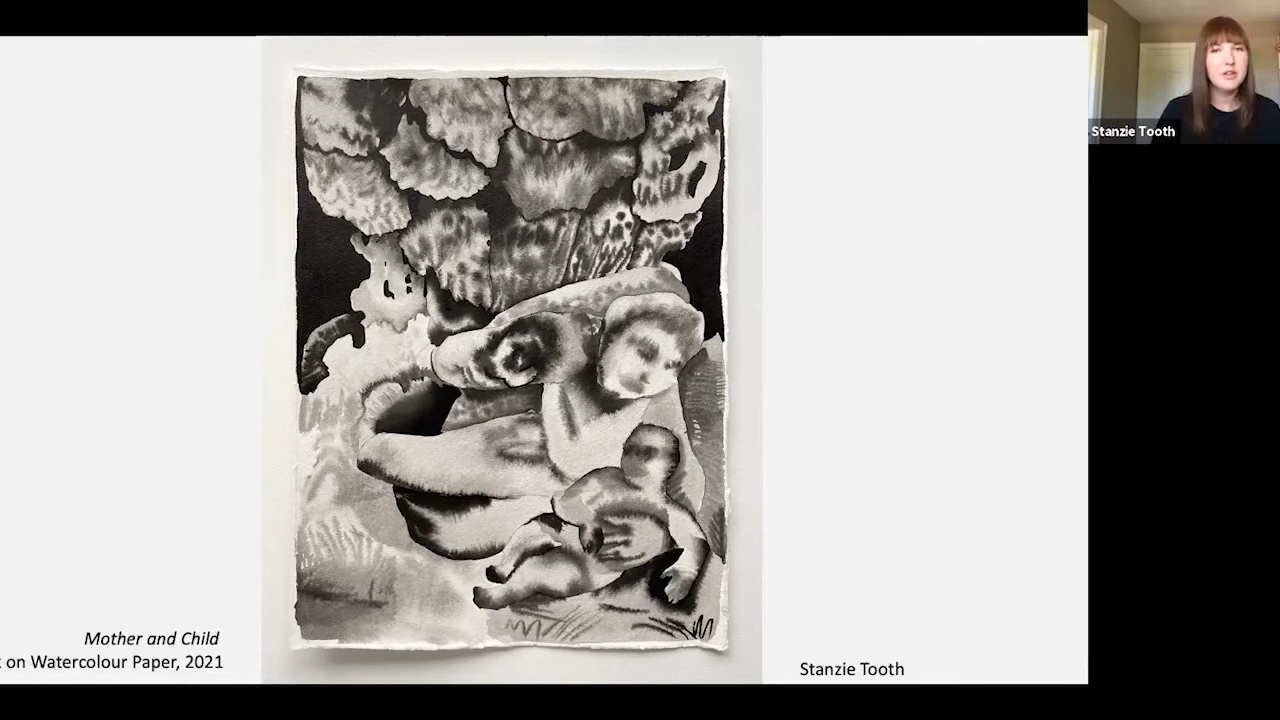 Stanzie Tooth
Mother and Child
on Watercolour Paper, 2021
Stanzie Tooth